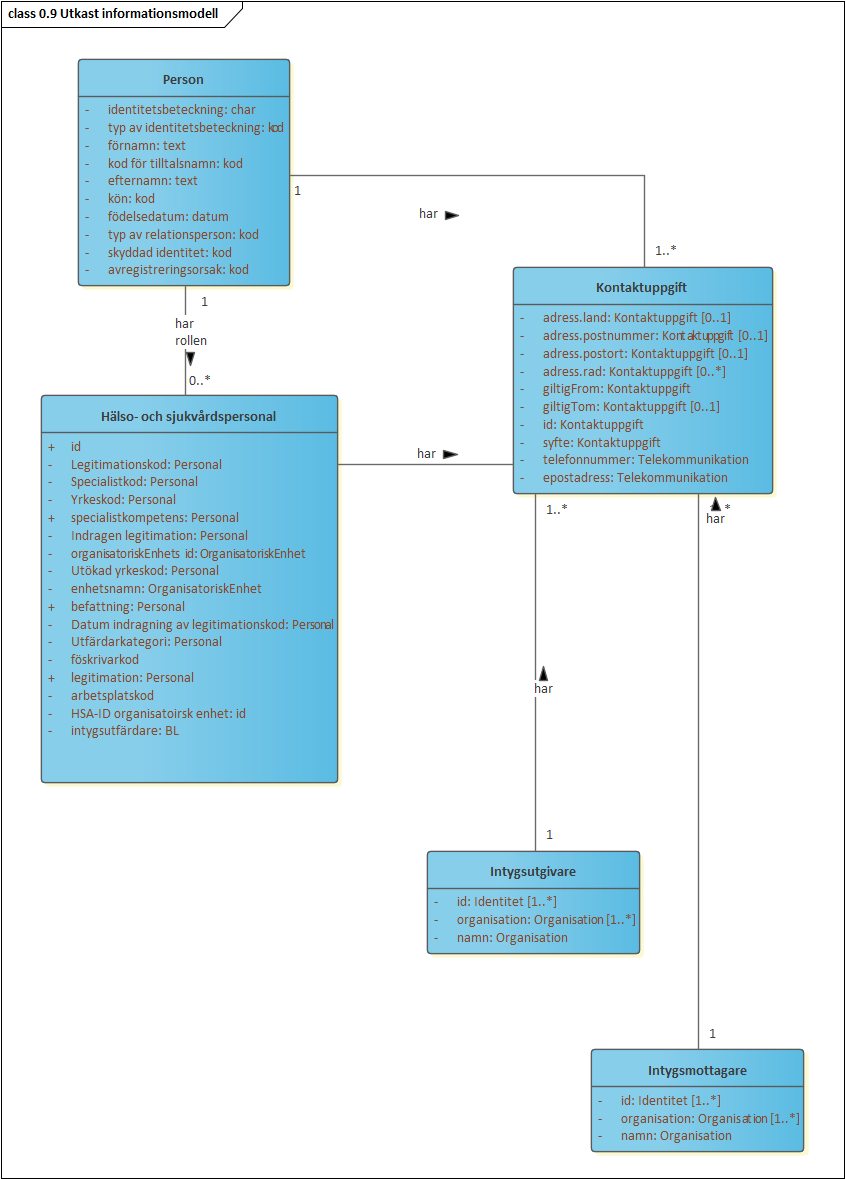 class 0.9 Utkast informationsmodell
Person
- identitetsbeteckning: char
- typ av identitetsbeteckning: kod
- förnamn: text
- kod för tilltalsnamn: kod
- efternamn: text
- kön: kod
- födelsedatum: datum
- typ av relationsperson: kod
- skyddad identitet: kod
- avregistreringsorsak: kod
1
har
1..*
1
har
rollen
0..*
Kontaktuppgift
- adress.land: Kontaktuppgift [0..1]
- adress.postnummer: Kontaktuppgift [0..1]
- adress.postort: Kontaktuppgift [0..1]
- adress.rad: Kontaktuppgift [0..*]
- giltigFrom: Kontaktuppgift
- giltigTom: Kontaktuppgift [0..1]
- id: Kontaktuppgift
- syfte: Kontaktuppgift
- telefonnummer: Telekommunikation
- epostadress: Telekommunikation
Hälso- och sjukvårdspersonal
+ id
- Legitimationskod: Personal
- Specialistkod: Personal
- Yrkeskod: Personal
+ specialistkompetens: Personal
- Indragen legitimation: Personal
- organisatoriskEnhets id: OrganisatoriskEnhet
- Utökad yrkeskod: Personal
- enhetsnamn: OrganisatoriskEnhet
+ befattning: Personal
- Datum indragning av legitimationskod: Personal
- Utfärdarkategori: Personal
- föskrivarkod
+ legitimation: Personal
- arbetsplatskod
- HSA-ID organisatoirsk enhet: id
- intygsutfärdare: BL
har
1..*
*
har
har
1
Intygsutgivare
- id: Identitet [1..*]
- organisation: Organisation [1..*]
- namn: Organisation
1
Intygsmottagare
- id: Identitet [1..*]
- organisation: Organisation [1..*]
- namn: Organisation